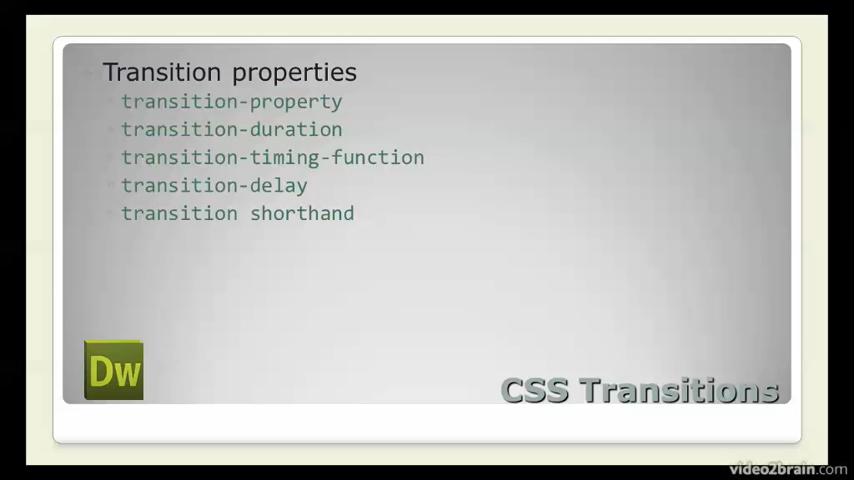 Transition properties
transition-property
transition-duration
transition-timing-function
transition-delay
transition shorthand
Dw
CSS Transitions
video2brain.com